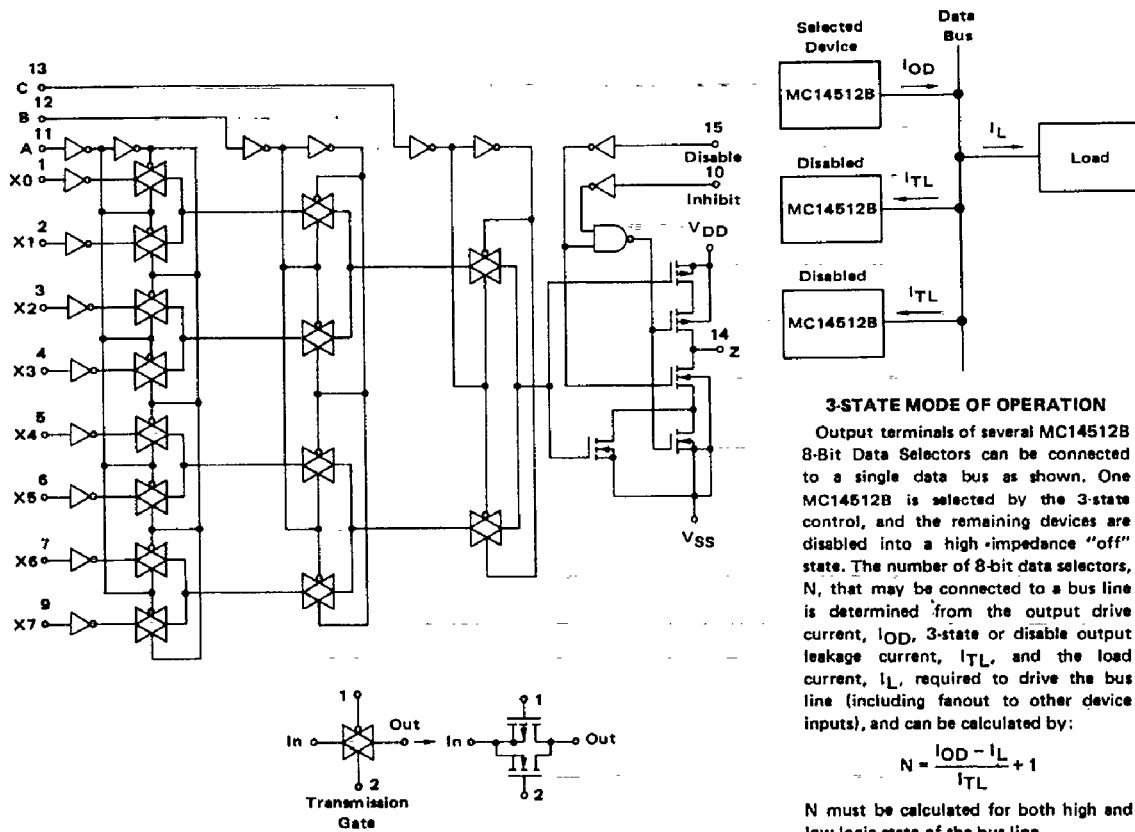 13
C
12
B
11
A
1
X0
2
X1
3
X2
4
X3
5
X4
6
X5
7
X6
9
X7
15
Disable
10
Inhibit
VDD
14
Z
VSS
1
In
Out
2
Transmission
Gate
1
In
Out
2
Data
Bus
Selected
Device
MC14512B
IOD
IL
Load
Disabled
MC14512B
ITL
Disabled
MC14512B
ITL
3-STATE MODE OF OPERATION
Output terminals of several MC14512B
8-Bit Data Selectors can be connected
to a single data bus as shown. One
MC14512B is selected by the 3-state
control, and the remaining devices are
disabled into a high-impedance "off"
state. The number of 8-bit data selectors,
N, that may be connected to a bus line
is determined from the output drive
current, IOD, 3-state or disable output
leakage current, ITL, and the load
current, IL, required to drive the bus
line (including fanout to other device
inputs), and can be calculated by:
N = (IOD − IL) / ITL + 1
N must be calculated for both high and
low logic state of the bus line.